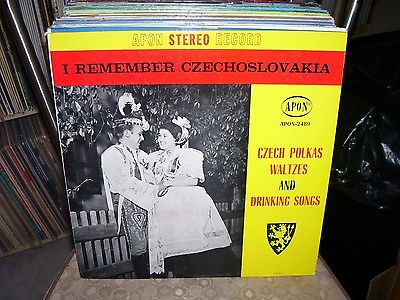 APON STEREO RECORD
I REMEMBER CZECHOSLOVAKIA
APON
APON-2489
CZECH POLKAS
WALTZES
AND
DRINKING SONGS